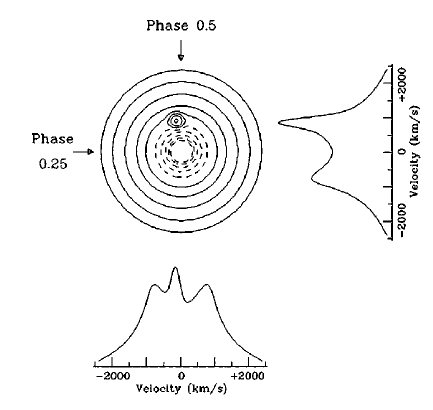 Phase 0.5
Phase
0.25
+2000
0
-2000
Velocity (km/s)
-2000
0
+2000
Velocity (km/s)